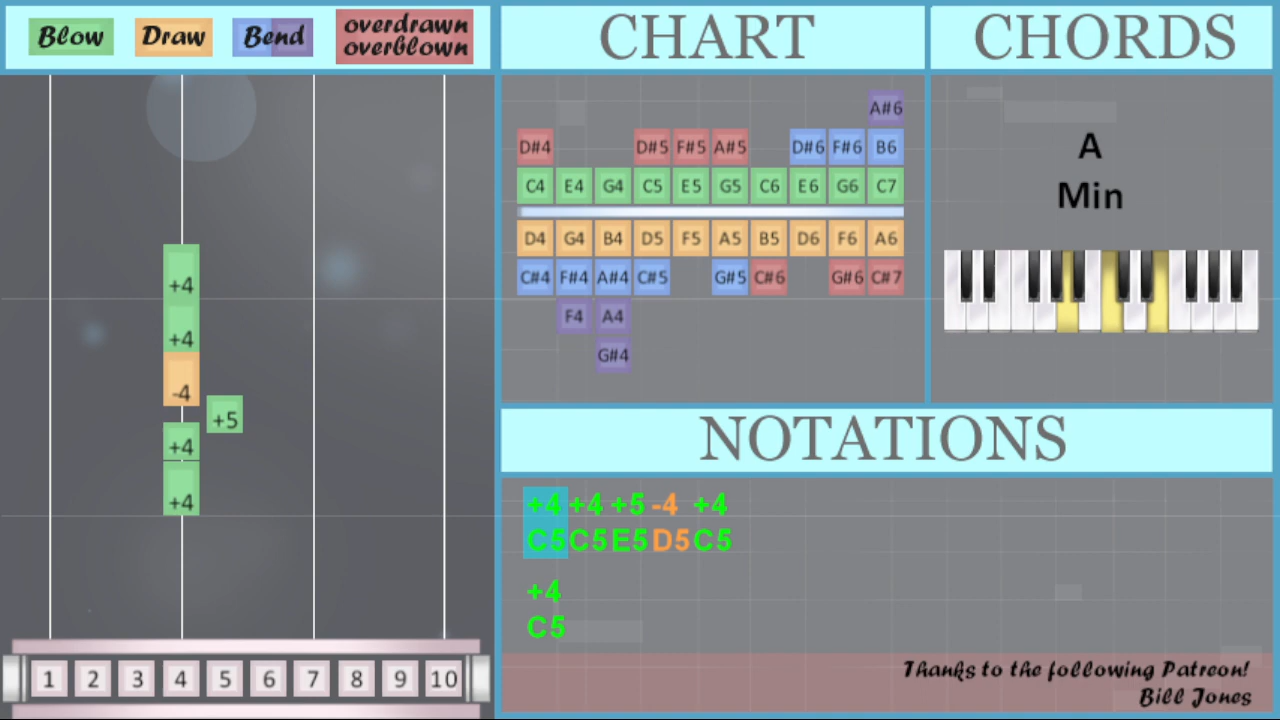 Blow Draw Bend overdrawn
overblown
CHART
CHORDS
A#6
D#4 D#5 F#5 A#5 D#6 F#6 B6
C4 E4 G4 C5 E5 G5 C6 E6 G6 C7
D4 G4 B4 D5 F5 A5 B5 D6 F6 A6
C#4 F#4 A#4 C#5 G#5 C#6 G#6 C#7
F4 A4
G#4
A
Min
+4
+4
-4
+5
+4
+4
1 2 3 4 5 6 7 8 9 10
NOTATIONS
+4 +4 +5 -4 +4
C5 C5 E5 D5 C5
+4
C5
Thanks to the following Patreon!
Bill Jones